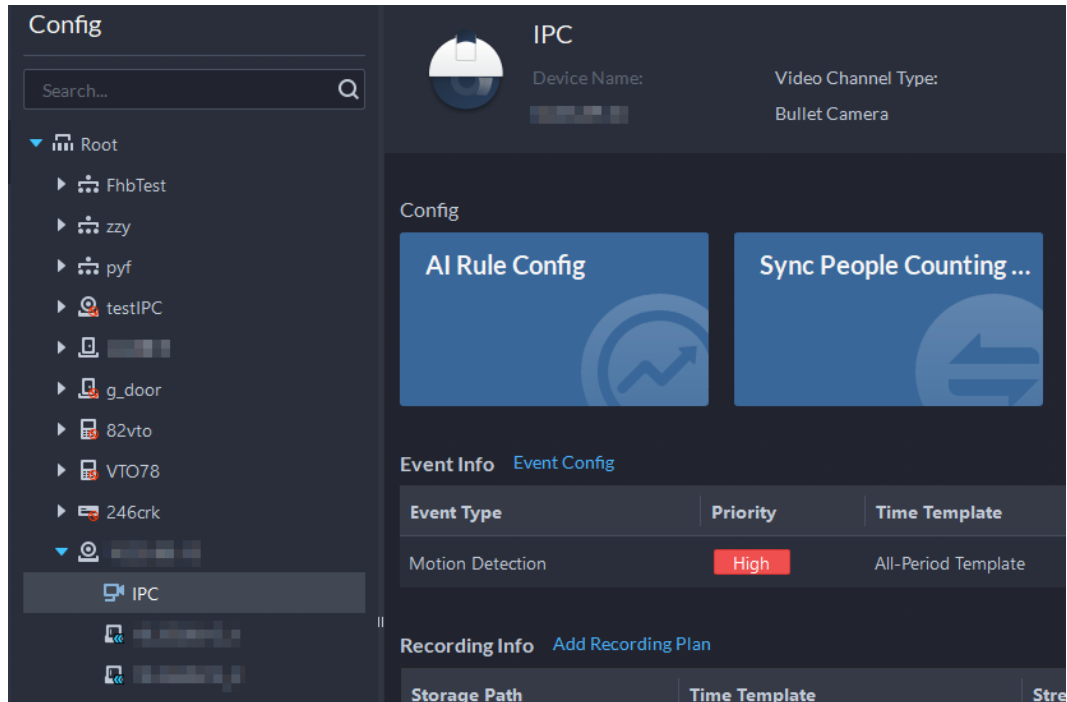 Config
Search...
Root
FhbTest
zzy
pyf
testIPC
g_door
82vto
VTO78
246crk
IPC
IPC
Device Name:
Video Channel Type:
Bullet Camera
Config
AI Rule Config
Sync People Counting ...
Event Info Event Config
Event Type Priority Time Template
Motion Detection High All-Period Template
Recording Info Add Recording Plan
Storage Path Time Template Stre